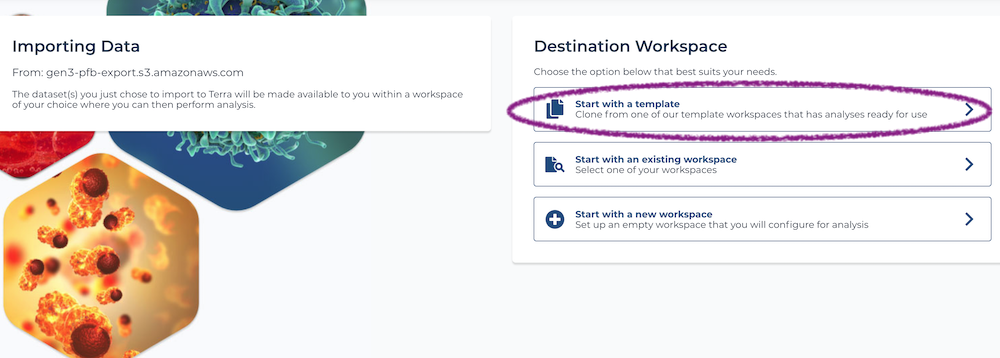 Importing Data
From: gen3-pfb-export.s3.amazonaws.com
The dataset(s) you just chose to import to Terra will be made available to you within a workspace
of your choice where you can then perform analysis.
Destination Workspace
Choose the option below that best suits your needs.
Start with a template
Clone from one of our template workspaces that has analyses ready for use
Start with an existing workspace
Select one of your workspaces
Start with a new workspace
Set up an empty workspace that you will configure for analysis